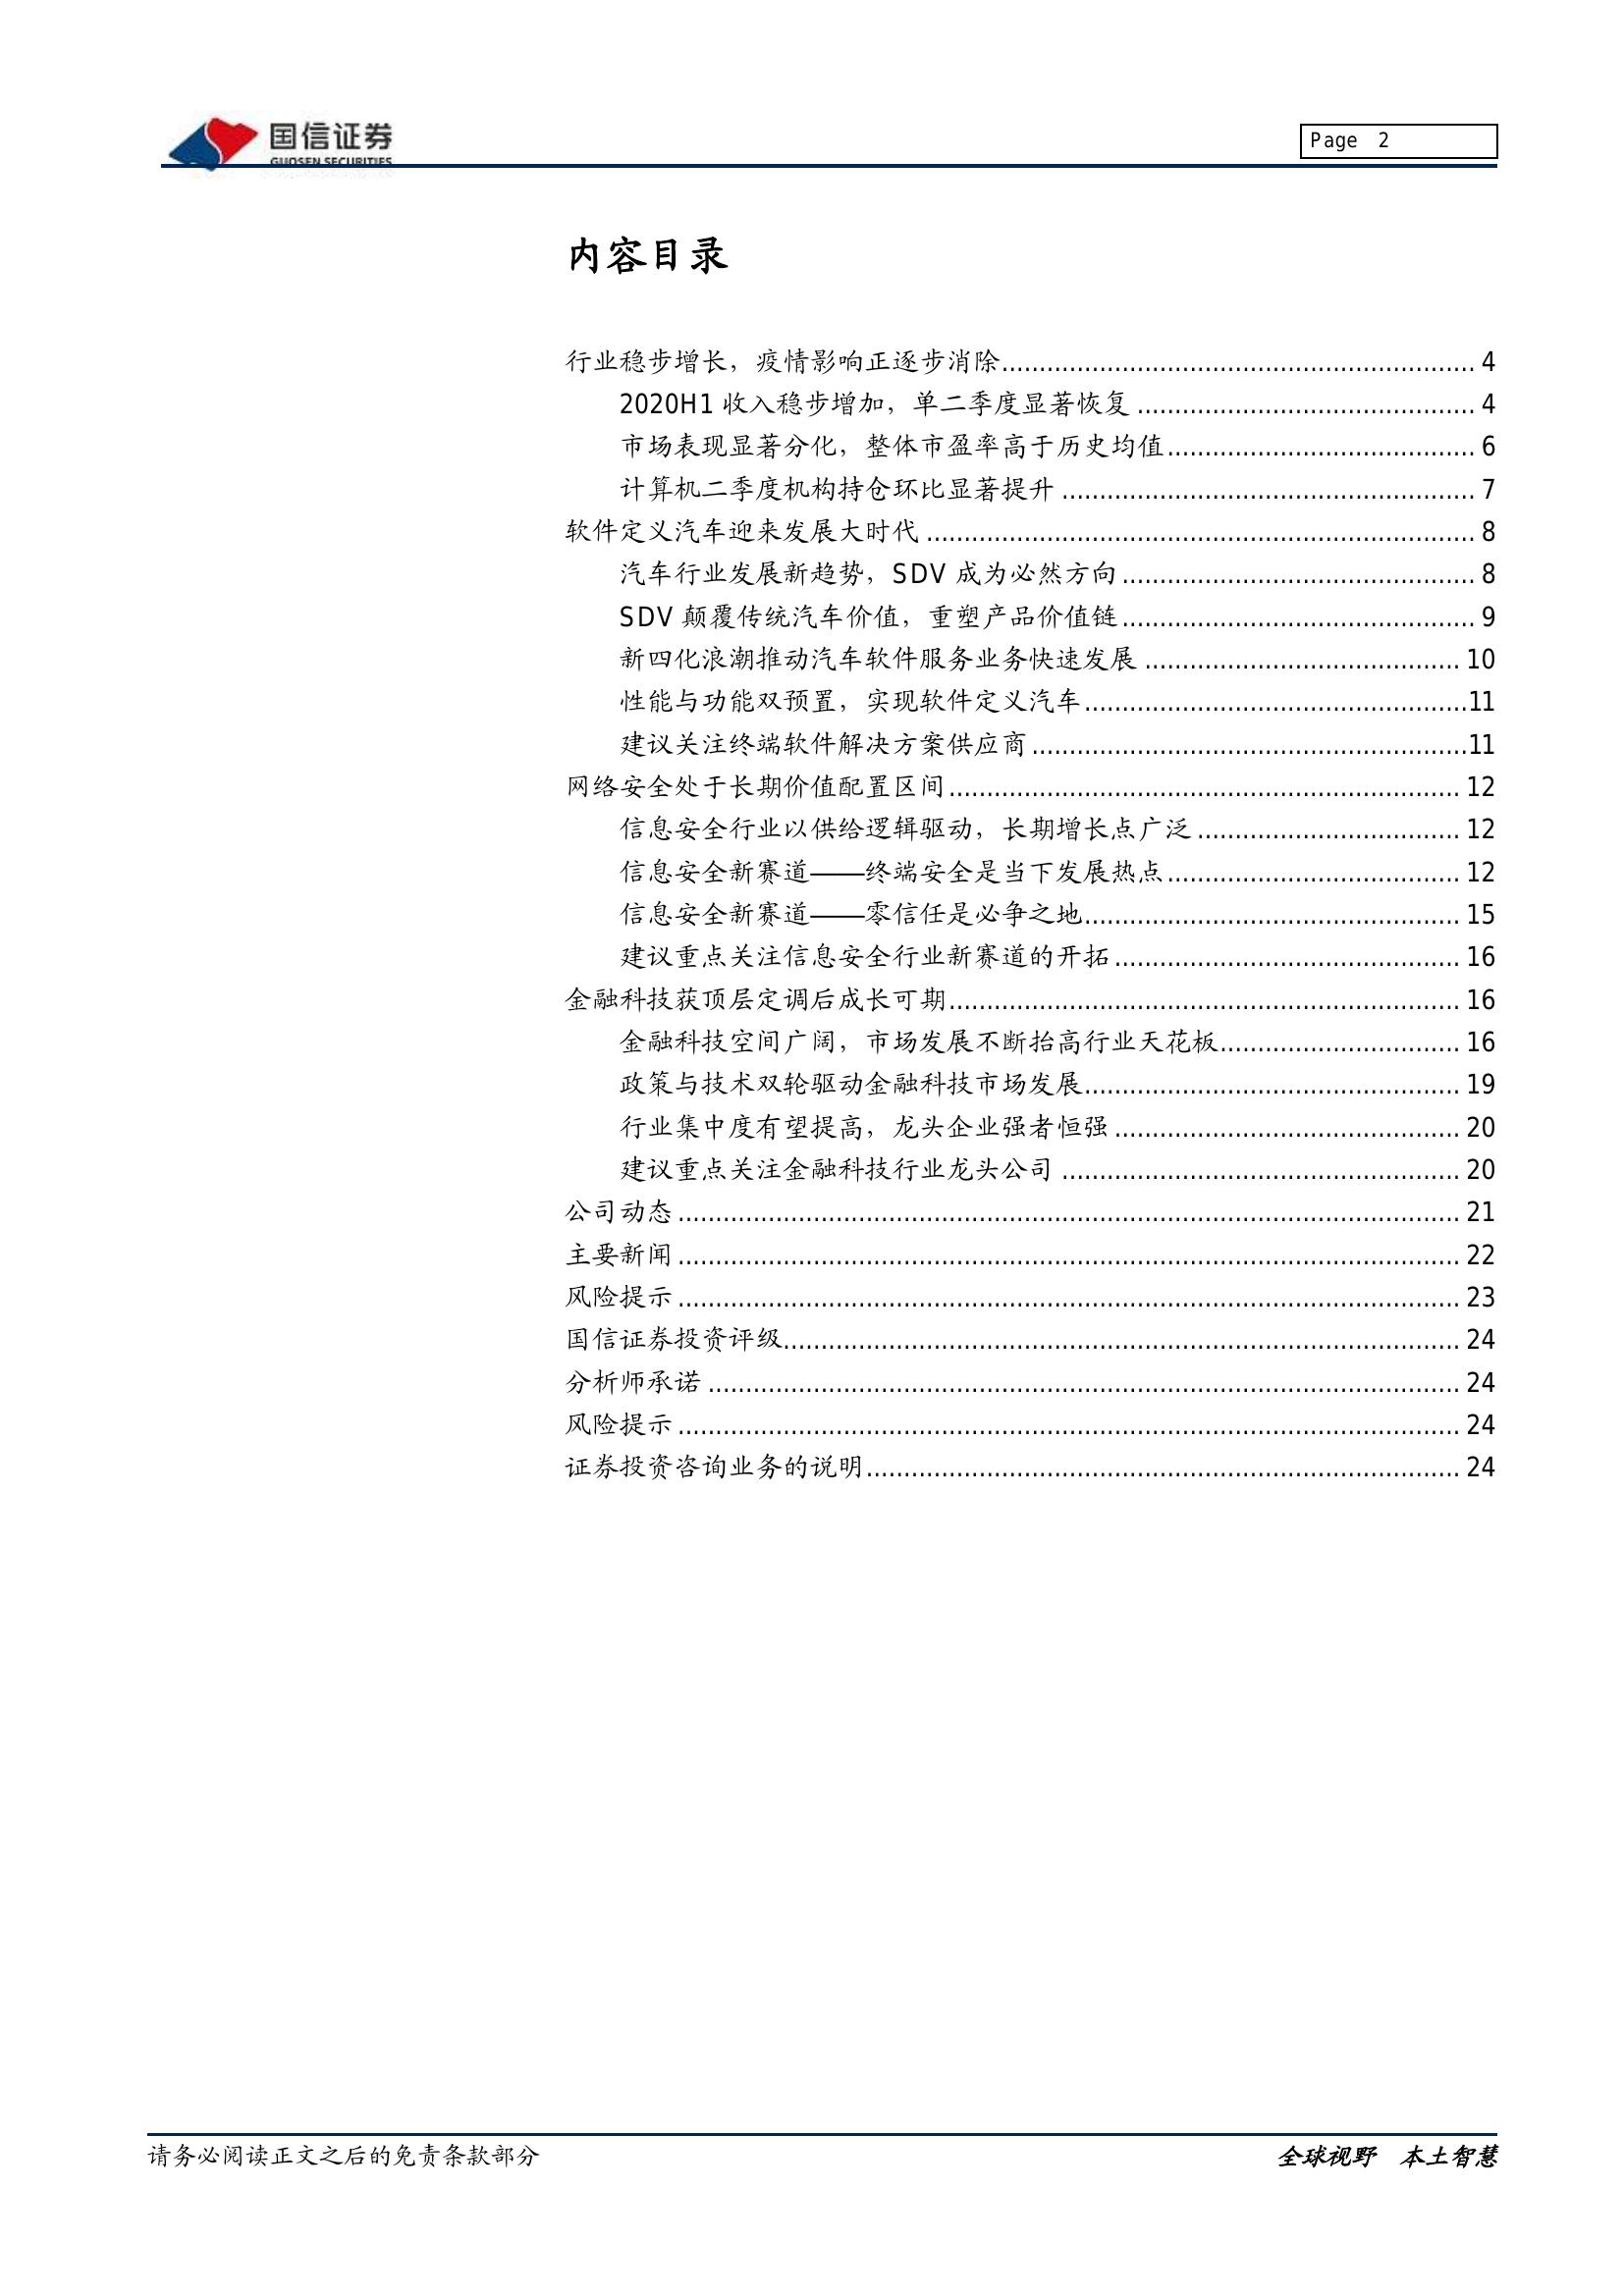 国信证券
GUOSEN SECURITIES
Page 2
内容目录
行业稳步增长，疫情影响正逐步消除 4
2020H1 收入稳步增加，单二季度显著恢复 4
市场表现显著分化，整体市盈率高于历史均值 6
计算机二季度机构持仓环比显著提升 7
软件定义汽车迎来发展大时代 8
汽车行业发展新趋势，SDV 成为必然方向 8
SDV 颠覆传统汽车价值，重塑产品价值链 9
新四化浪潮推动汽车软件服务业务快速发展 10
性能与功能双预置，实现软件定义汽车 11
建议关注终端软件解决方案供应商 11
网络安全处于长期价值配置区间 12
信息安全行业以供给逻辑驱动，长期增长点广泛 12
信息安全新赛道——终端安全是当下发展热点 12
信息安全新赛道——零信任是必争之地 15
建议重点关注信息安全行业新赛道的开拓 16
金融科技获顶层定调后成长可期 16
金融科技空间广阔，市场发展不断抬高行业天花板 16
政策与技术双轮驱动金融科技市场发展 19
行业集中度有望提高，龙头企业强者恒强 20
建议重点关注金融科技行业龙头公司 20
公司动态 21
主要新闻 22
风险提示 23
国信证券投资评级 24
分析师承诺 24
风险提示 24
证券投资咨询业务的说明 24
请务必阅读正文之后的免责条款部分
全球视野 本土智慧